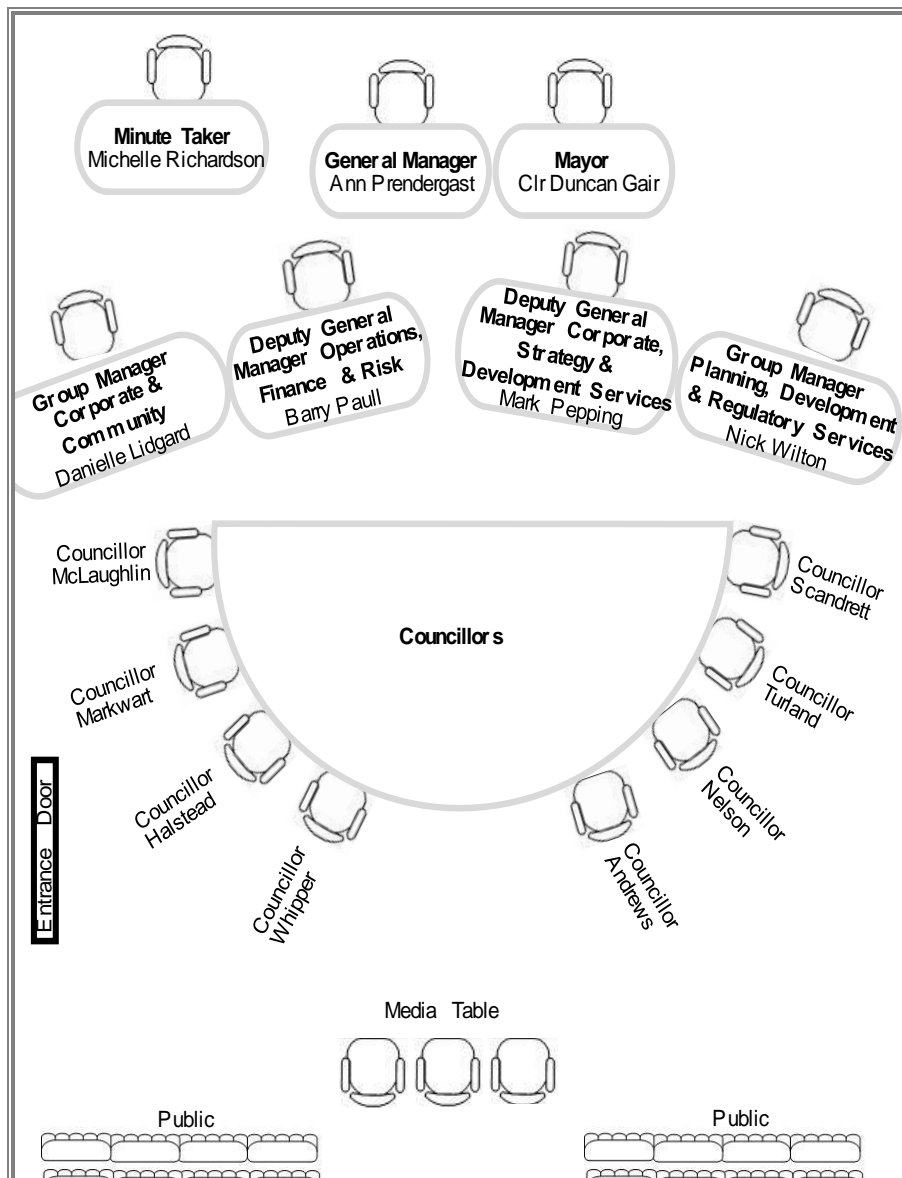 Minute Taker
Michelle Richardson
General Manager
Ann Prendergast
Mayor
Clr Duncan Gair
Group Manager
Corporate &
Community
Danielle Lidgard
Deputy General
Manager Operations,
Finance & Risk
Barry Paull
Deputy General
Manager Corporate,
Strategy &
Development Services
Mark Pepping
Group Manager
Planning, Development
& Regulatory Services
Nick Wilton
Councillor
McLaughlin
Councillor
Scandrett
Councillors
Councillor
Markwart
Councillor
Turland
Councillor
Halstead
Councillor
Nelson
Councillor
Whipper
Councillor
Andrews
Entrance Door
Media Table
Public
Public